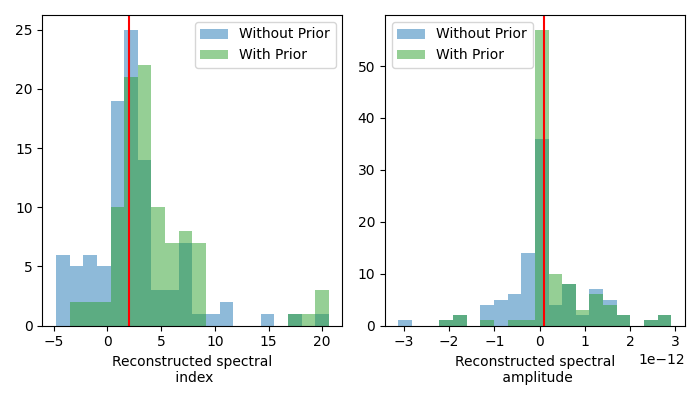 Without Prior
With Prior
25
20
15
10
5
0
−5
0
5
10
15
20
Reconstructed spectral
index
Without Prior
With Prior
50
40
30
20
10
0
−3
−2
−1
0
1
2
3
1e−12
Reconstructed spectral
amplitude